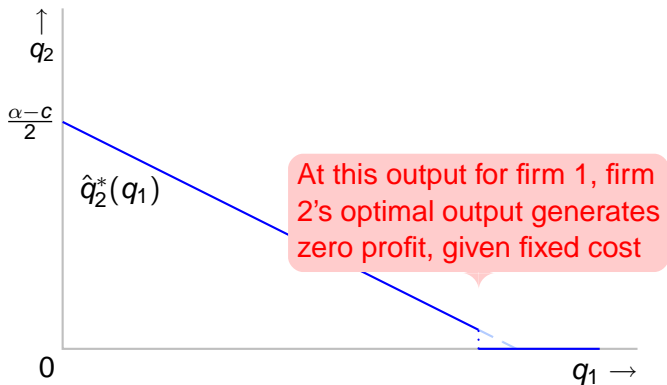 ↑
q₂
α−c
2
q̂₂*(q₁)
At this output for firm 1, firm
2's optimal output generates
zero profit, given fixed cost
0
q₁ →